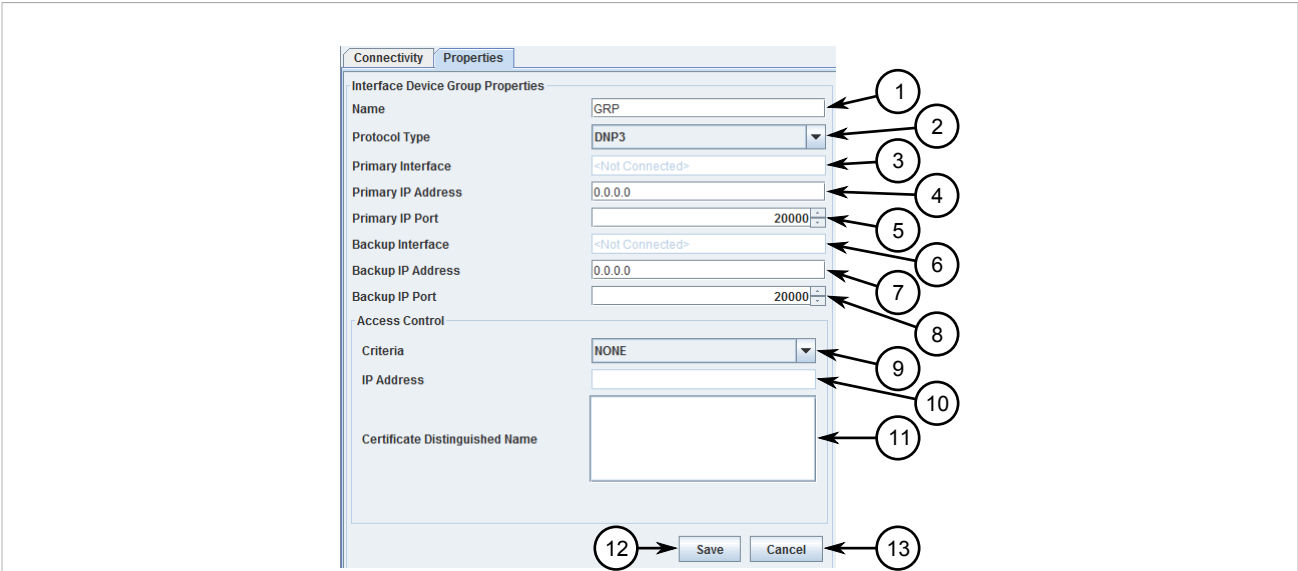 Connectivity Properties
Interface Device Group Properties
Name GRP 1
Protocol Type DNP3 2
Primary Interface <Not Connected> 3
Primary IP Address 0.0.0.0 4
Primary IP Port 20000 5
Backup Interface <Not Connected> 6
Backup IP Address 0.0.0.0 7
Backup IP Port 20000 8
Access Control
Criteria NONE 9
IP Address 10
Certificate Distinguished Name 11
12 Save Cancel 13